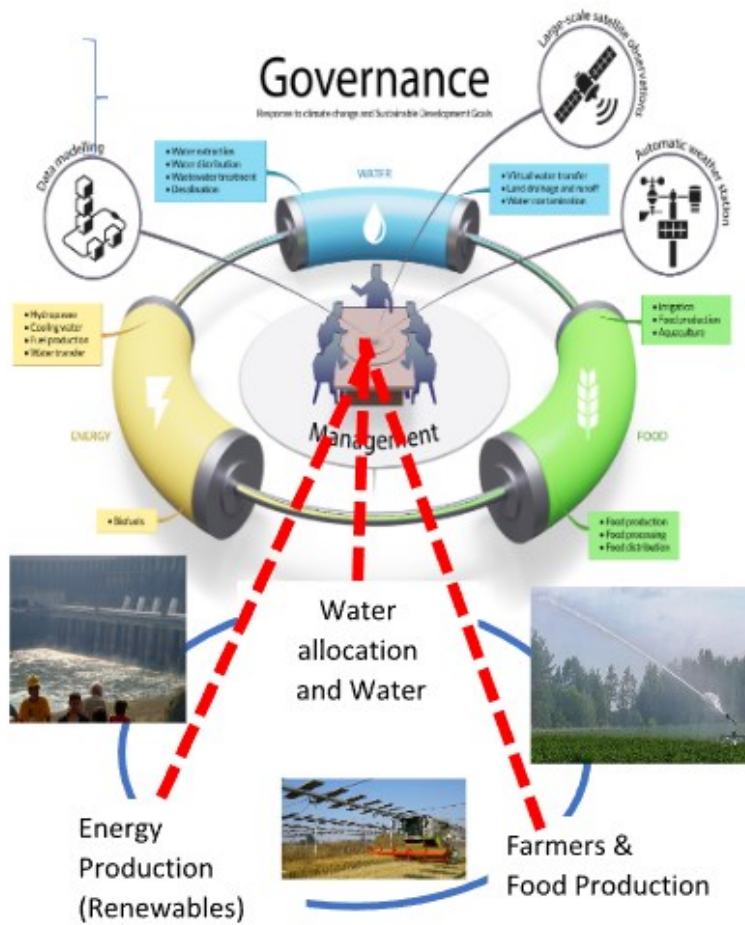 Governance
Response to climate change and Sustainable Development Goals
Large-scale satellite observations
Data modelling
Automatic weather station
• Water extraction
• Water distribution
• Wastewater treatment
• Desalination
WATER
• Virtual water transfer
• Land drainage and runoff
• Water contamination
• Hydropower
• Cooling water
• Fuel production
• Water transfer
• Irrigation
• Food production
• Aquaculture
ENERGY
Management
FOOD
• Biofuels
• Food production
• Food processing
• Food distribution
Water
allocation
and Water
Energy
Production
(Renewables)
Farmers &
Food Production